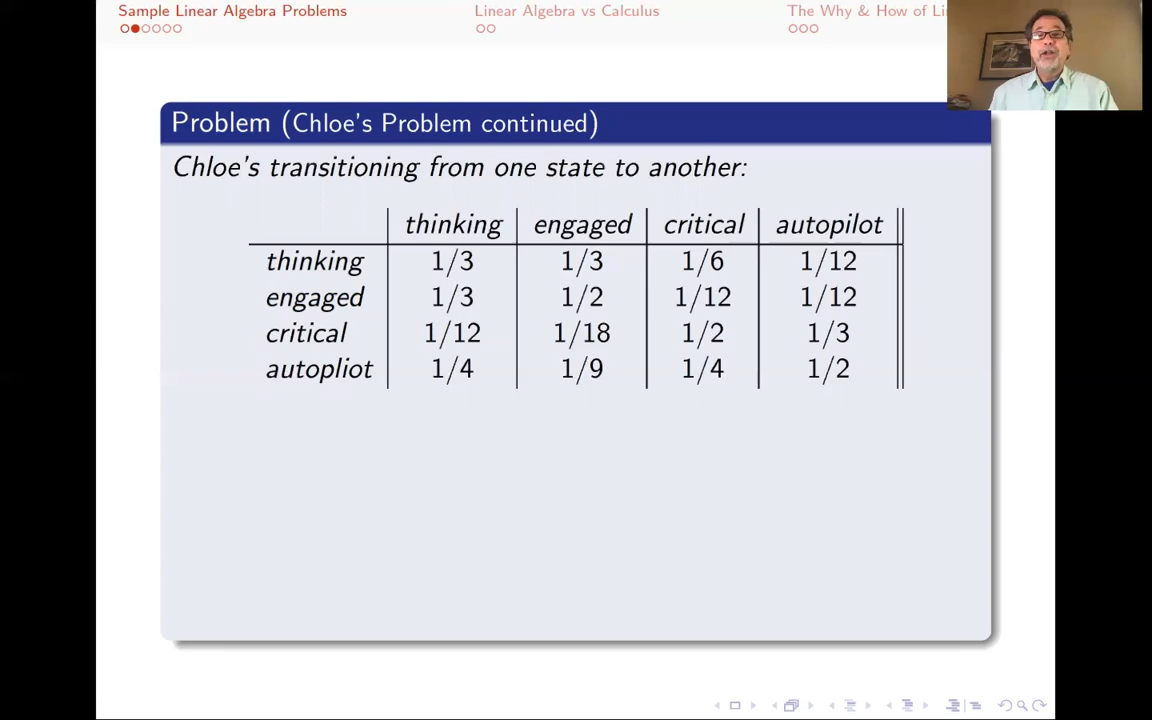 Sample Linear Algebra Problems Linear Algebra vs Calculus The Why & How of Li
Problem (Chloe's Problem continued)
Chloe's transitioning from one state to another:
thinking engaged critical autopilot
thinking 1/3 1/3 1/6 1/12
engaged 1/3 1/2 1/12 1/12
critical 1/12 1/18 1/2 1/3
autopliot 1/4 1/9 1/4 1/2